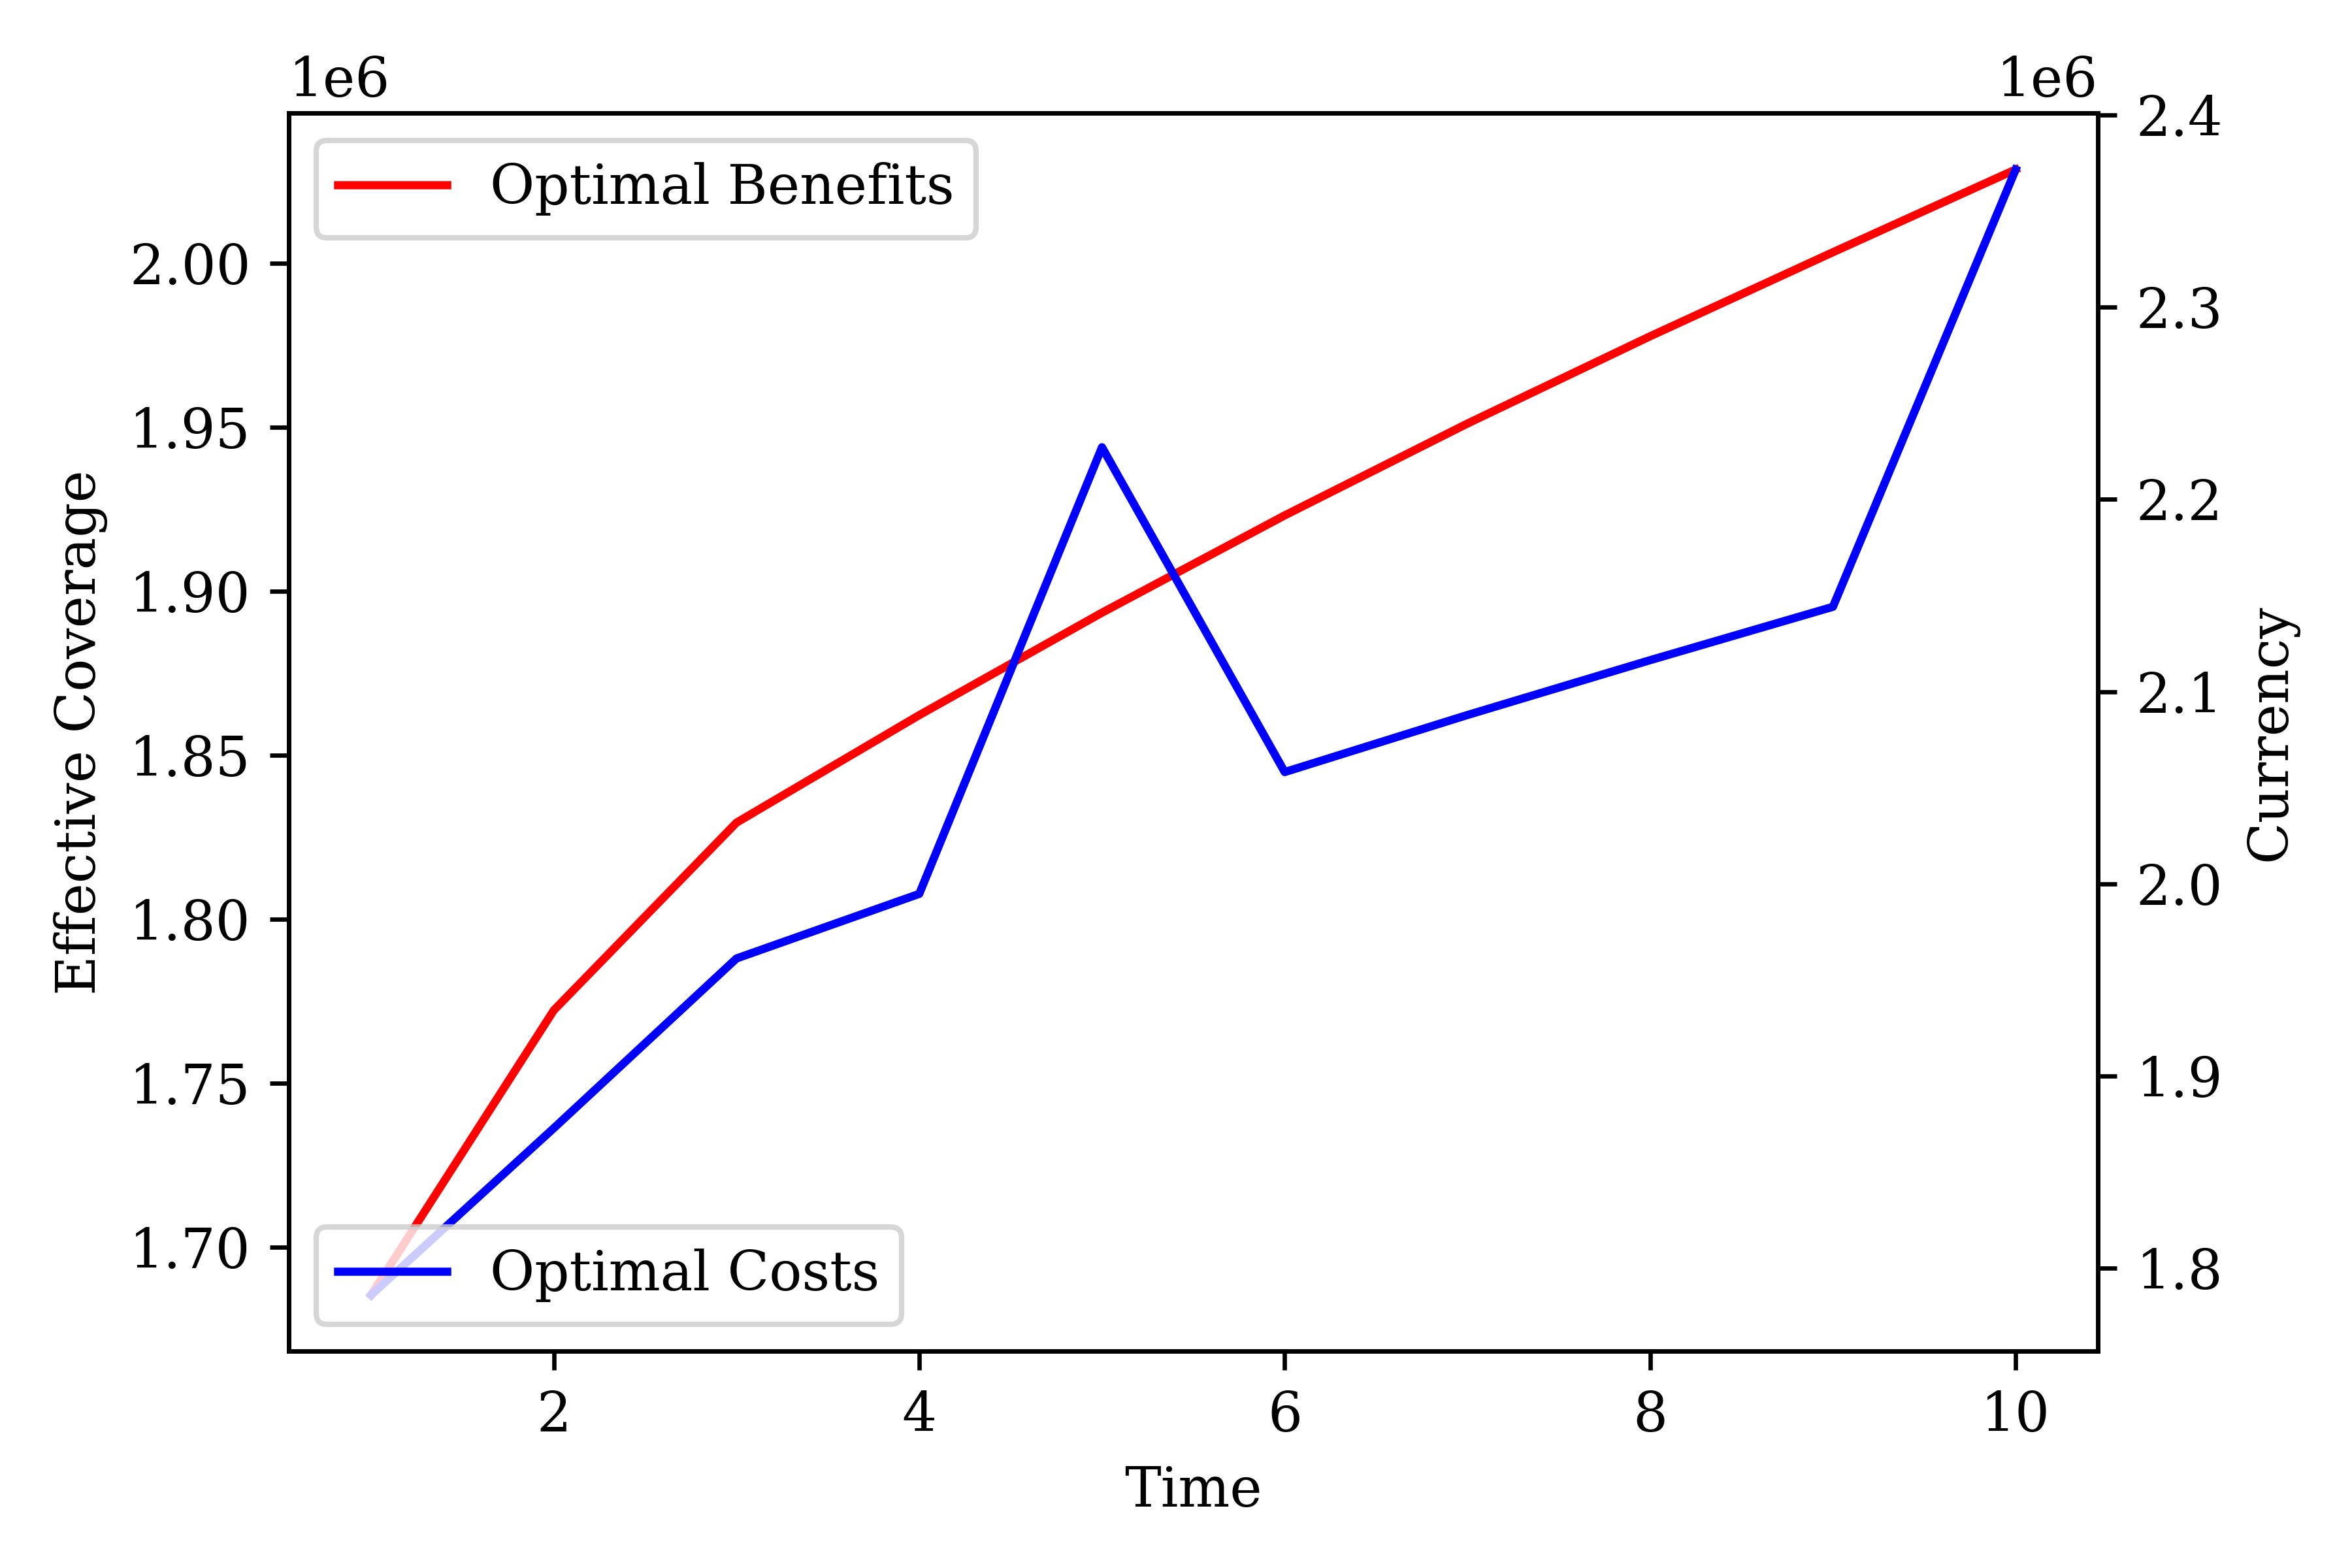 1e6
1e6
Optimal Benefits
Optimal Costs
Effective Coverage
2.00
1.95
1.90
1.85
1.80
1.75
1.70
2.4
2.3
2.2
2.1
2.0
1.9
1.8
Currency
2
4
6
8
10
Time